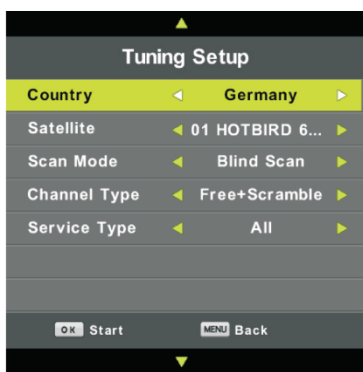 Tuning Setup
Country Germany
Satellite 01 HOTBIRD 6...
Scan Mode Blind Scan
Channel Type Free+Scramble
Service Type All
OK Start MENU Back